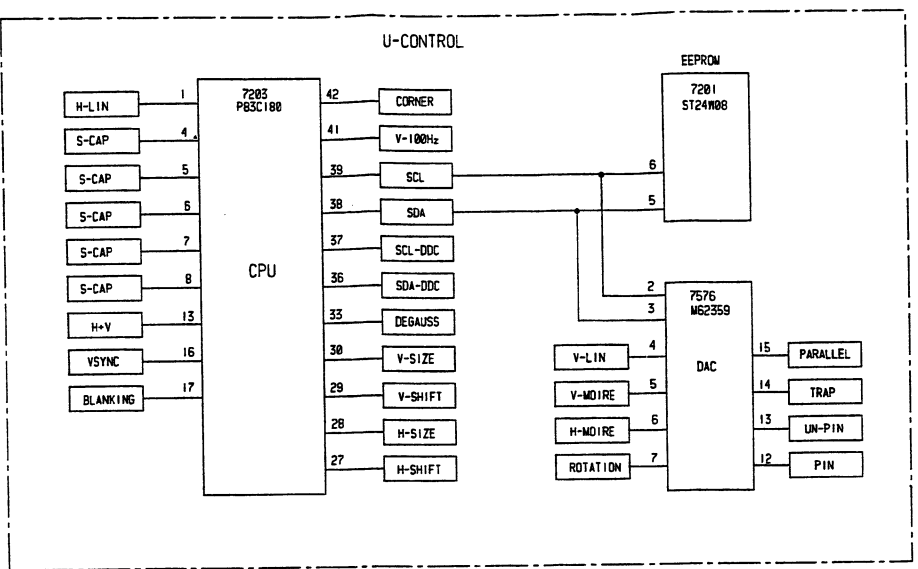 U-CONTROL
7203
P83C180
CPU
1
H-LIN
4
S-CAP
5
S-CAP
6
S-CAP
7
S-CAP
8
S-CAP
13
H+V
16
VSYNC
17
BLANKING
42
CORNER
41
V-100Hz
39
SCL
38
SDA
37
SCL-DDC
36
SDA-DDC
33
DEGAUSS
30
V-SIZE
29
V-SHIFT
28
H-SIZE
27
H-SHIFT
EEPROM
7201
ST24W08
6
5
7576
M62359
DAC
2
3
4
V-LIN
5
V-MOIRE
6
H-MOIRE
7
ROTATION
15
PARALLEL
14
TRAP
13
UN-PIN
12
PIN